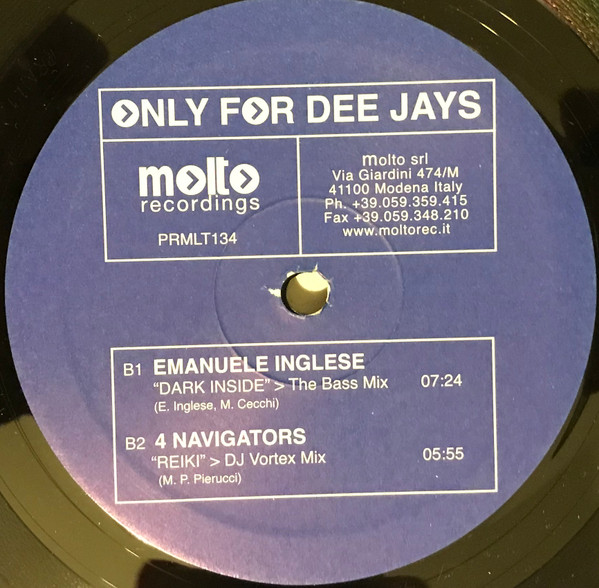 ONLY FOR DEE JAYS
molto
recordings
PRMLT134
molto srl
Via Giardini 474/M
41100 Modena Italy
Ph. +39.059.359.415
Fax +39.059.348.210
www.moltorec.it
B1 EMANUELE INGLESE
"DARK INSIDE" > The Bass Mix 07:24
(E. Inglese, M. Cecchi)
B2 4 NAVIGATORS
"REIKI" > DJ Vortex Mix 05:55
(M. P. Pierucci)